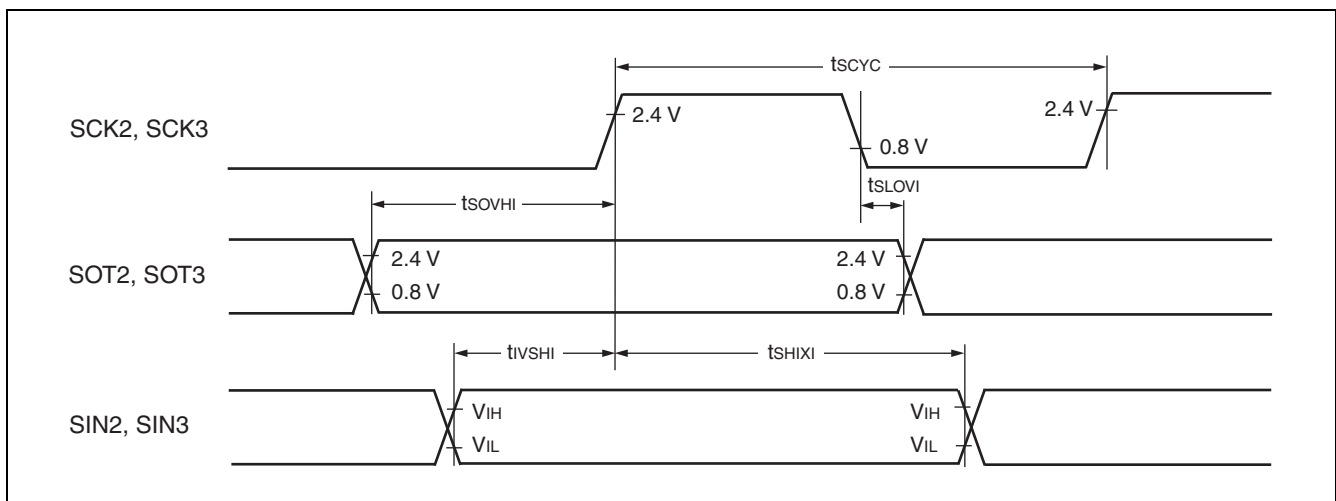 tSCYC
SCK2, SCK3
2.4 V
0.8 V
2.4 V
tSLOVI
tSOVHI
SOT2, SOT3
2.4 V
2.4 V
0.8 V
0.8 V
tIVSHI
tSHIXI
SIN2, SIN3
VIH
VIH
VIL
VIL